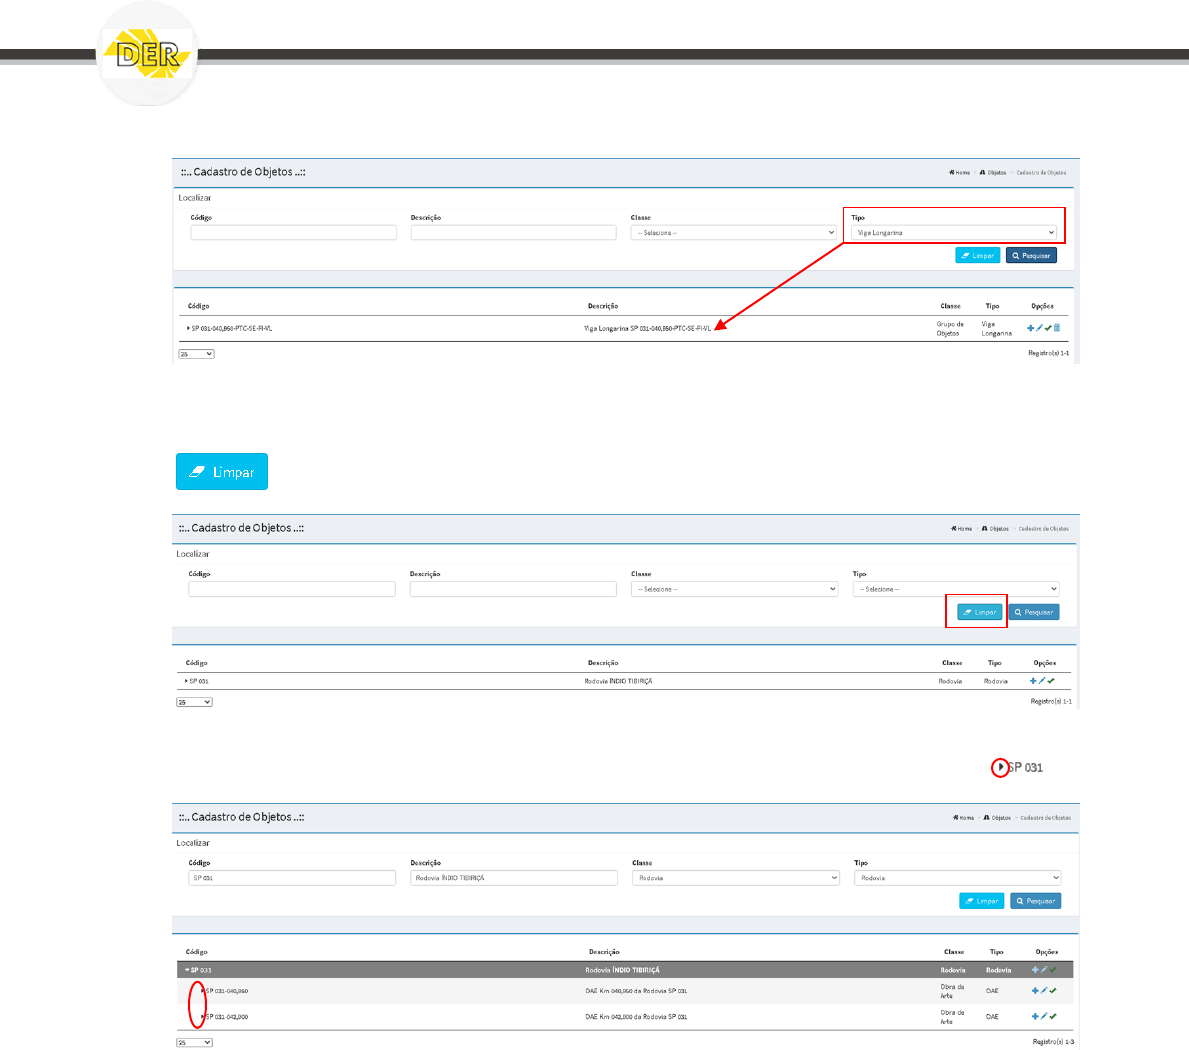 DER
::.. Cadastro de Objetos ..::
Home > Objetos > Cadastro de Objetos
Localizar
Código Descrição Classe Tipo
-- Selecione -- Viga Longarina
Limpar Pesquisar
Código Descrição Classe Tipo Opções
SP 031-040,950-PTC-SE-FI-VL Viga Longarina SP 031-040,950-PTC-SE-FI-VL Grupo de Objetos Viga Longarina
25 Registro(s) 1-1
Limpar
::.. Cadastro de Objetos ..::
Home > Objetos > Cadastro de Objetos
Localizar
Código Descrição Classe Tipo
-- Selecione -- -- Selecione --
Limpar Pesquisar
Código Descrição Classe Tipo Opções
SP 031 Rodovia ÍNDIO TIBIRIÇÁ Rodovia Rodovia
25 Registro(s) 1-1
SP 031
::.. Cadastro de Objetos ..::
Home > Objetos > Cadastro de Objetos
Localizar
Código Descrição Classe Tipo
SP 031 Rodovia ÍNDIO TIBIRIÇÁ Rodovia Rodovia
Limpar Pesquisar
Código Descrição Classe Tipo Opções
SP 031 Rodovia ÍNDIO TIBIRIÇÁ Rodovia Rodovia
SP 031-040,950 OAE Km 040,950 da Rodovia SP 031 Obra de Arte OAE
SP 031-042,900 OAE Km 042,900 da Rodovia SP 031 Obra de Arte OAE
25 Registro(s) 1-3